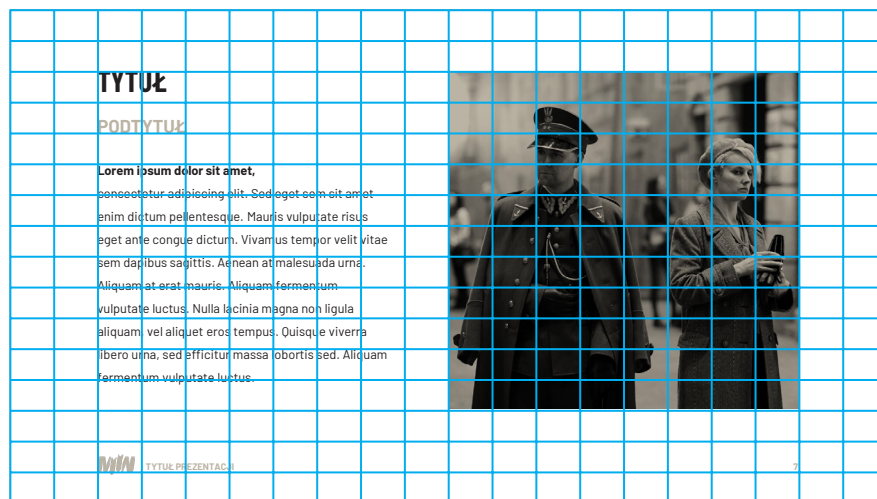 TYTUŁ
PODTYTUŁ
Lorem ipsum dolor sit amet,
consectetur adipiscing elit. Sed eget sem sit amet
enim dictum pellentesque. Mauris vulputate risus
eget ante congue dictum. Vivamus tempor velit vitae
sem dapibus sagittis. Aenean at malesuada urna.
Aliquam at erat mauris. Aliquam fermentum
vulputate luctus. Nulla lacinia magna non ligula
aliquam, vel aliquet eros tempus. Quisque viverra
libero urna, sed efficitur massa lobortis sed. Aliquam
fermentum vulputate luctus.
TYTUŁ PREZENTACJI
7